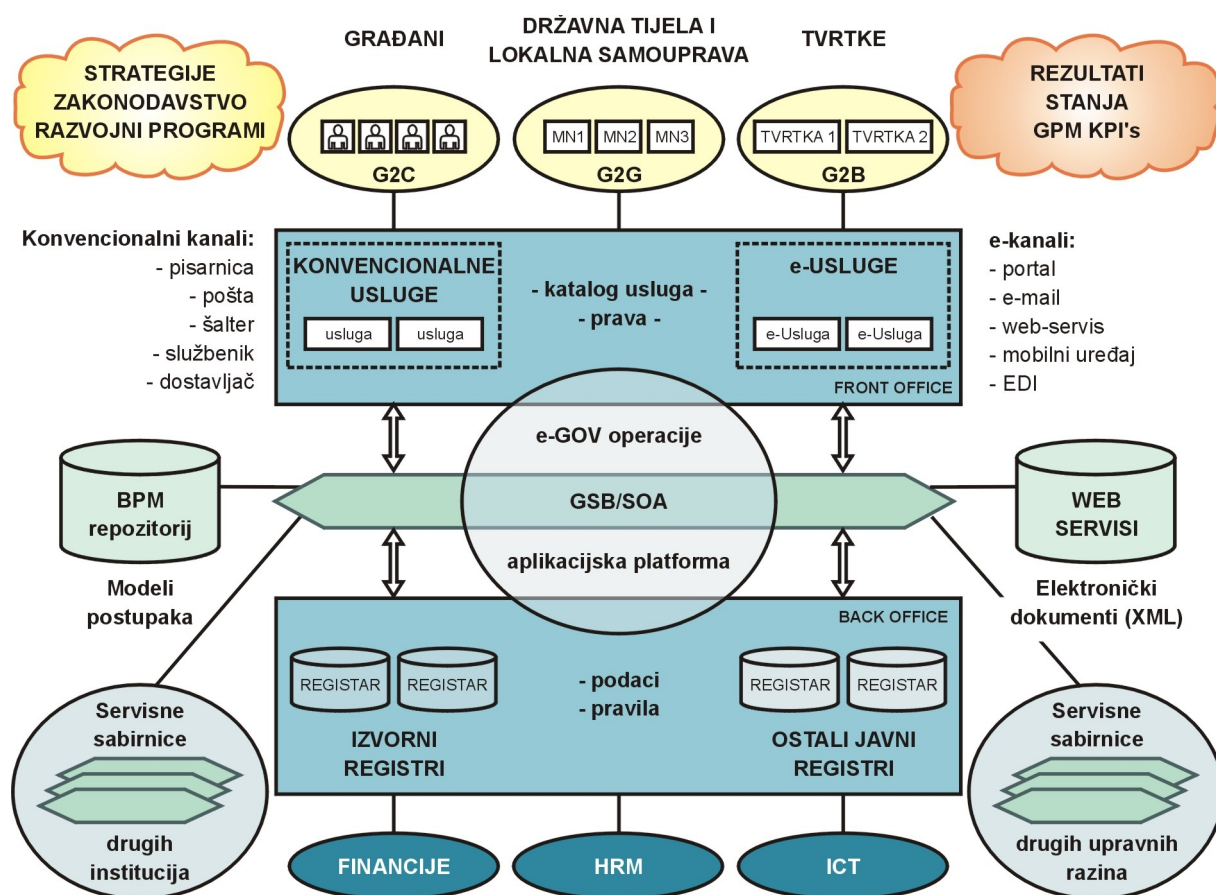 STRATEGIJE
ZAKONODAVSTVO
RAZVOJNI PROGRAMI
GRAĐANI
DRŽAVNA TIJELA I
LOKALNA SAMOUPRAVA
TVRTKE
REZULTATI
STANJA
GPM KPI's
G2C
MN1 MN2 MN3
G2G
TVRTKA 1 TVRTKA 2
G2B
Konvencionalni kanali:
- pisarnica
- pošta
- šalter
- službenik
- dostavljač
KONVENCIONALNE
USLUGE
usluga usluga
- katalog usluga -
- prava -
e-USLUGE
e-Usluga e-Usluga
FRONT OFFICE
e-kanali:
- portal
- e-mail
- web-servis
- mobilni uređaj
- EDI
e-GOV operacije
GSB/SOA
aplikacijska platforma
BPM
repozitorij
Modeli
postupaka
WEB
SERVISI
Elektronički
dokumenti (XML)
BACK OFFICE
REGISTAR REGISTAR
IZVORNI
REGISTRI
- podaci
- pravila
REGISTAR REGISTAR
OSTALI JAVNI
REGISTRI
Servisne
sabirnice
drugih
institucija
Servisne
sabirnice
drugih upravnih
razina
FINANCIJE
HRM
ICT